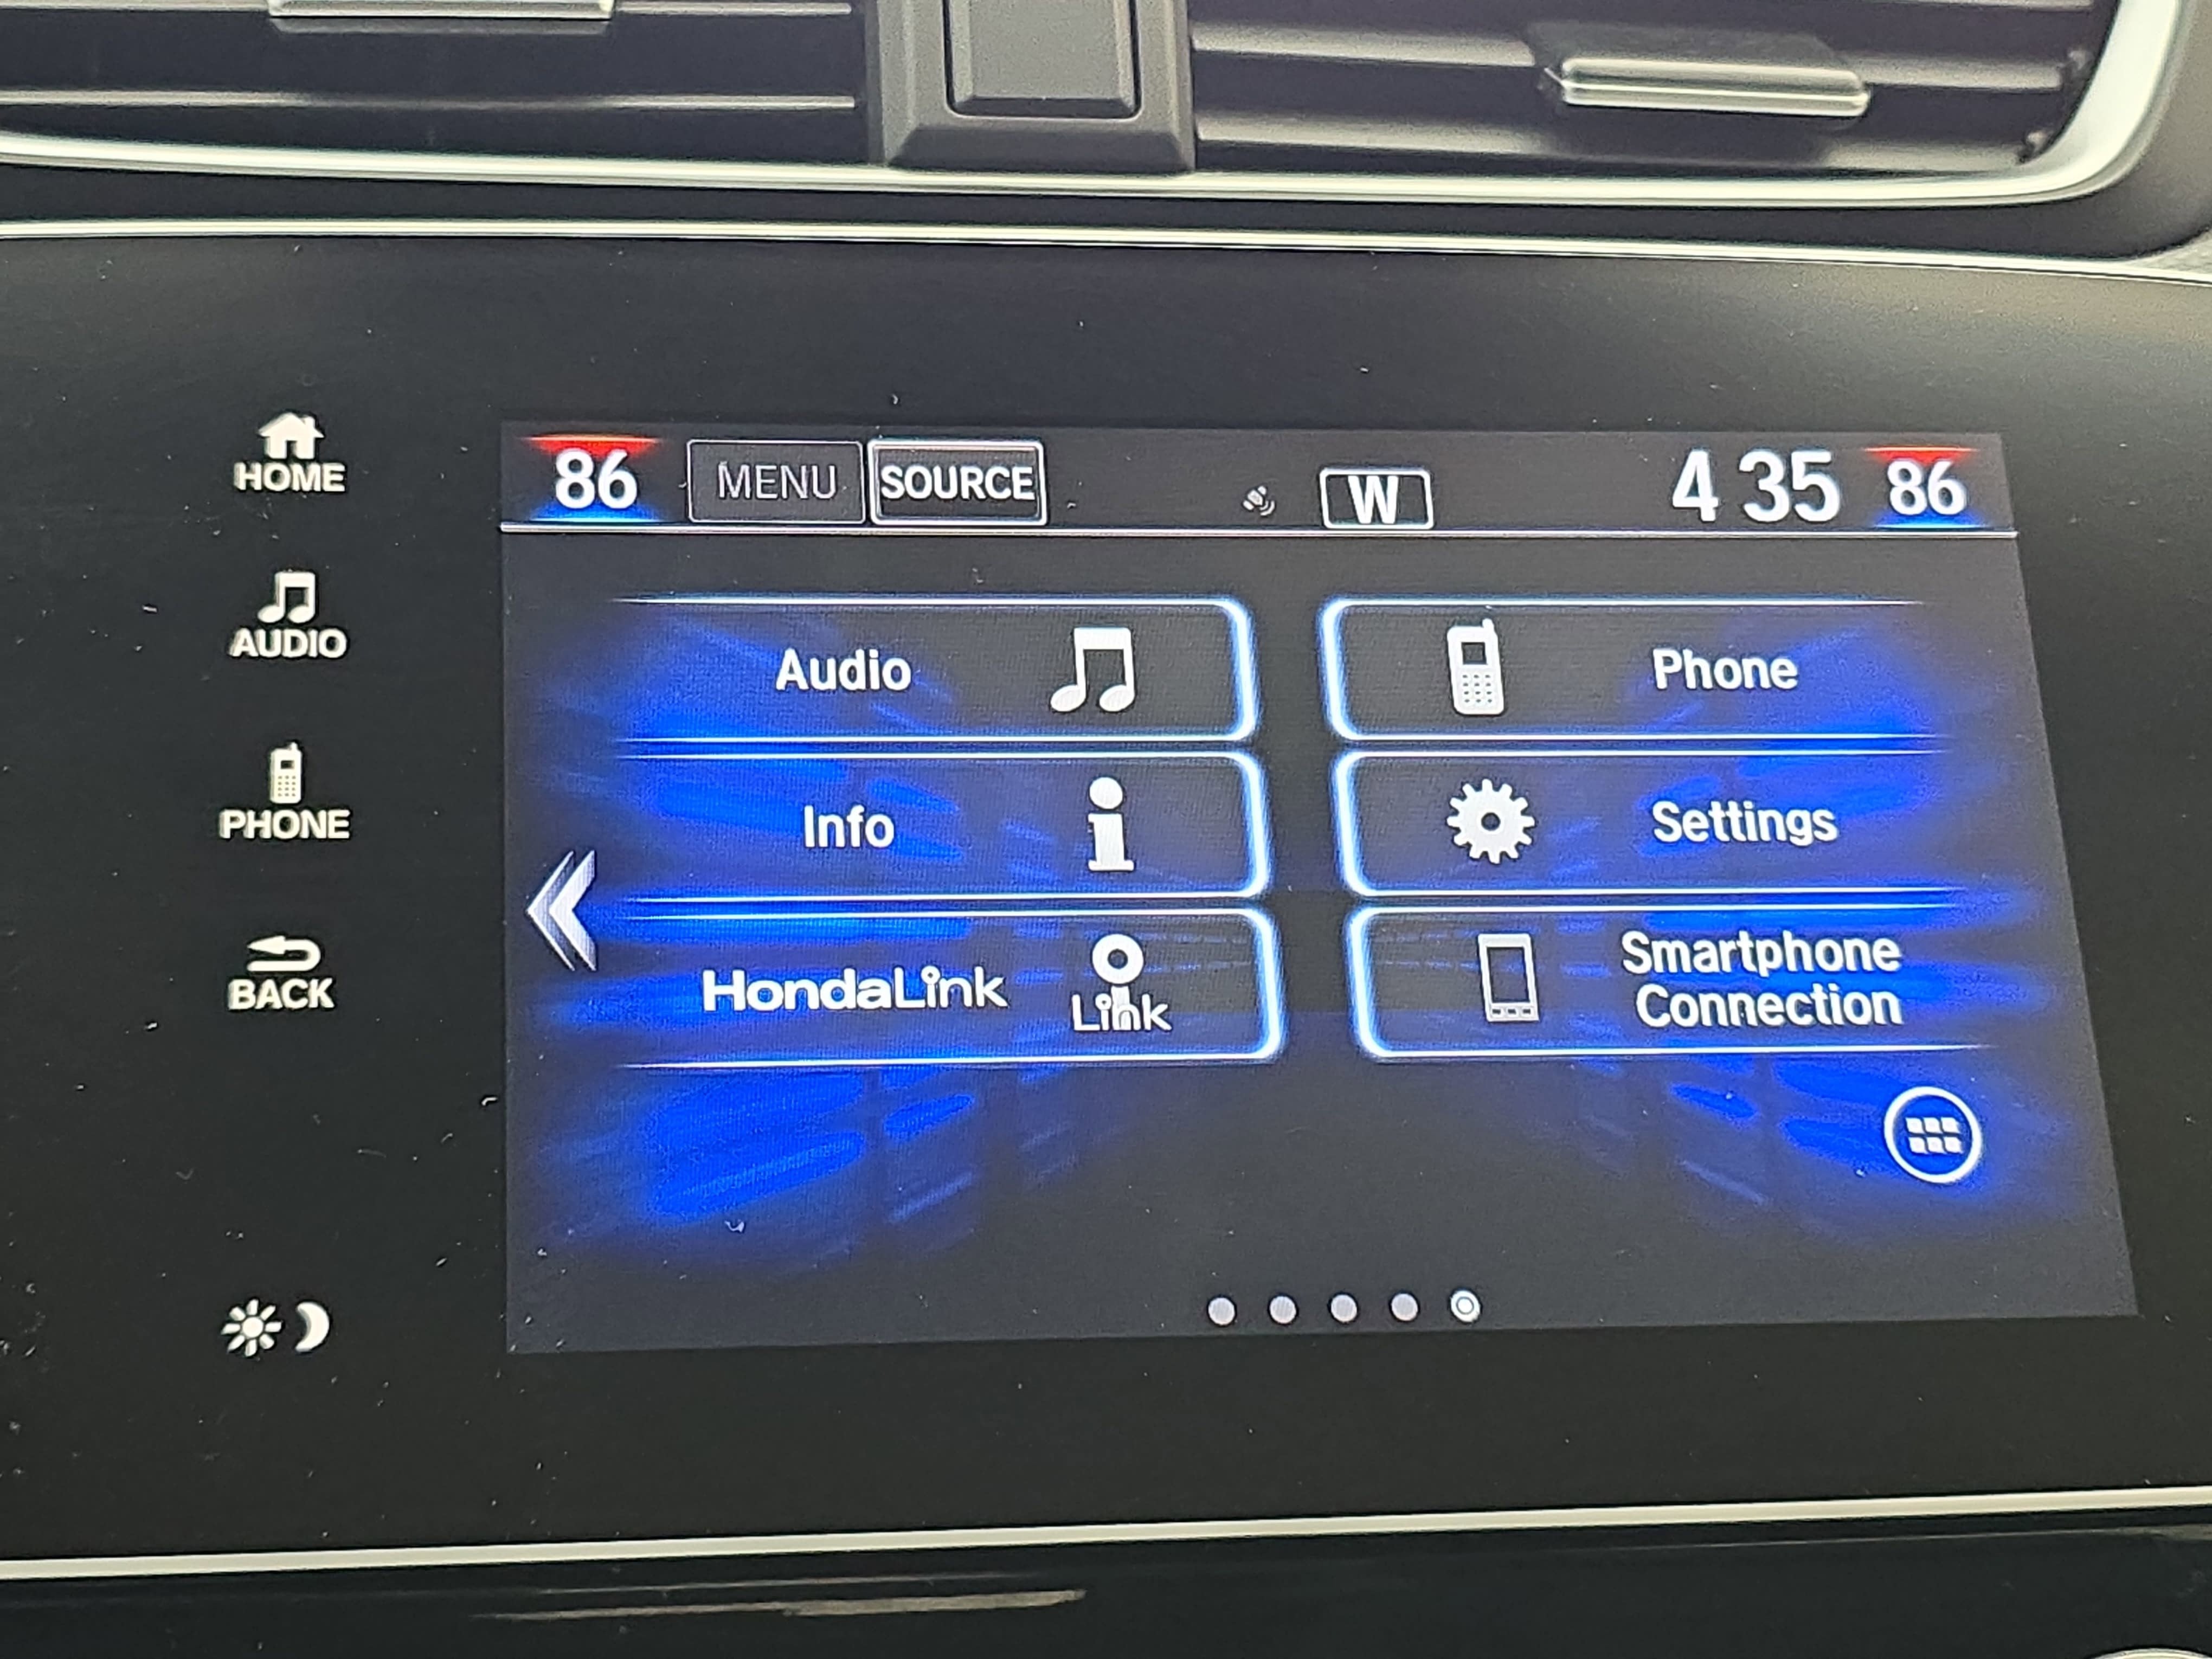 HOME
AUDIO
PHONE
BACK
86 MENU SOURCE W 4 35 86
Audio
Phone
Info
Settings
HondaLink
Link
Smartphone
Connection